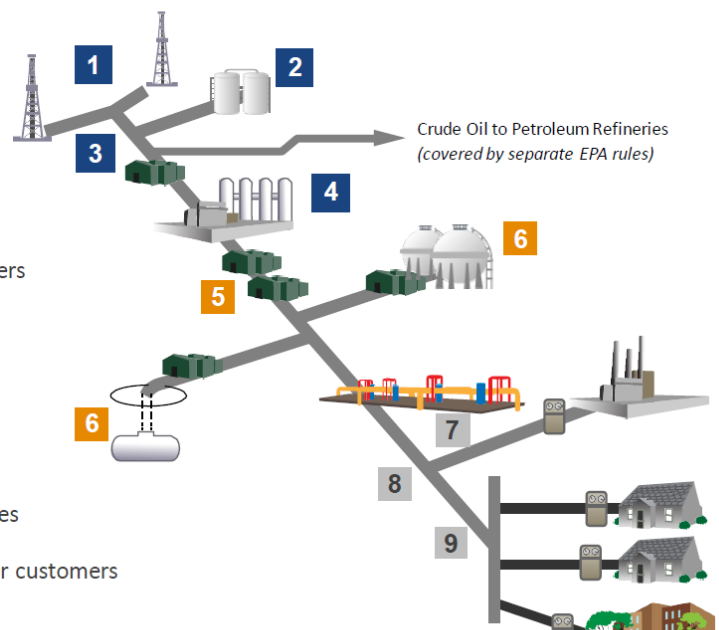 1
2
Crude Oil to Petroleum Refineries
(covered by separate EPA rules)
3
4
6
ers
5
6
7
8
es
9
r customers